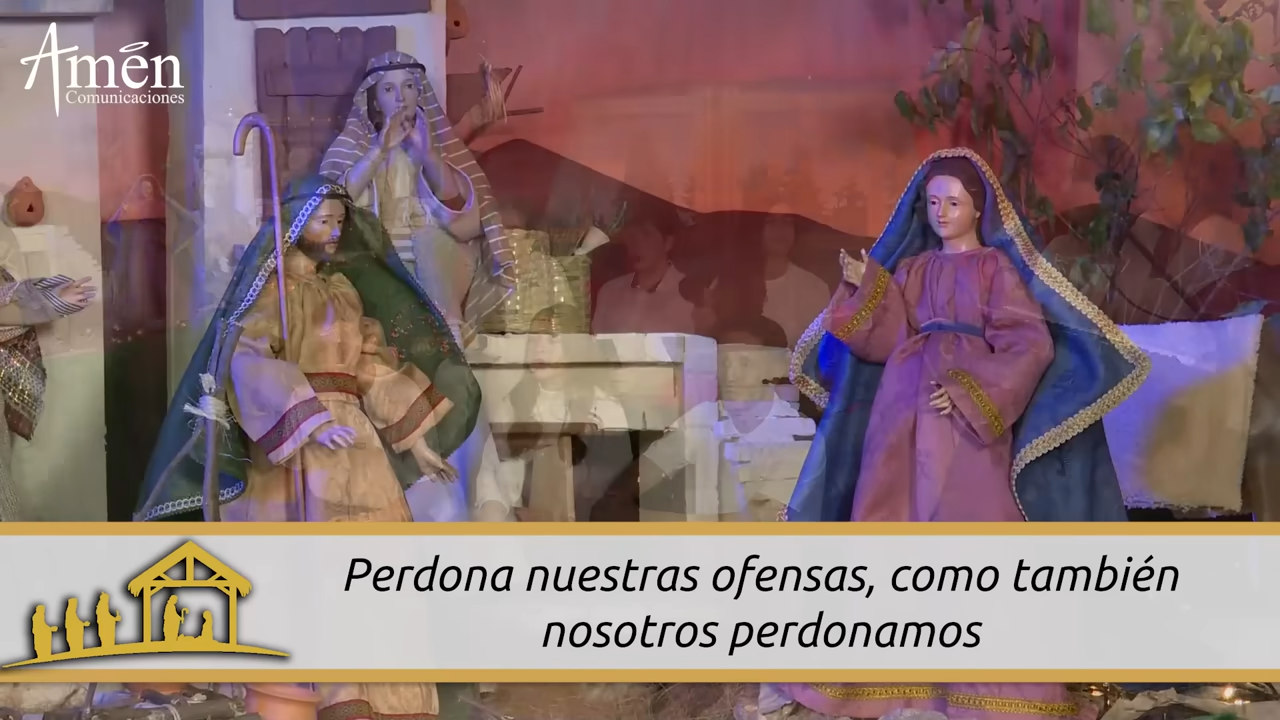 Amén
Comunicaciones
Perdona nuestras ofensas, como también
nosotros perdonamos